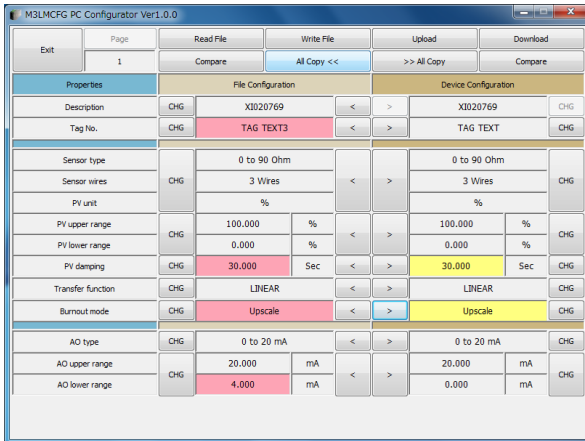 M3LMCFG PC Configurator Ver1.0.0
Exit Page Read File Write File Upload Download
1 Compare All Copy << >> All Copy Compare
Properties File Configuration Device Configuration
Description CHG XI020769 < > XI020769 CHG
Tag No. CHG TAG TEXT3 < > TAG TEXT CHG
Sensor type 0 to 90 Ohm 0 to 90 Ohm
Sensor wires CHG 3 Wires < > 3 Wires CHG
PV unit % %
PV upper range CHG 100.000 % < > 100.000 % CHG
PV lower range 0.000 % 0.000 %
PV damping CHG 30.000 Sec < > 30.000 Sec CHG
Transfer function CHG LINEAR < > LINEAR CHG
Burnout mode CHG Upscale < > Upscale CHG
AO type CHG 0 to 20 mA < > 0 to 20 mA CHG
AO upper range CHG 20.000 mA < > 20.000 mA CHG
AO lower range 4.000 mA 0.000 mA